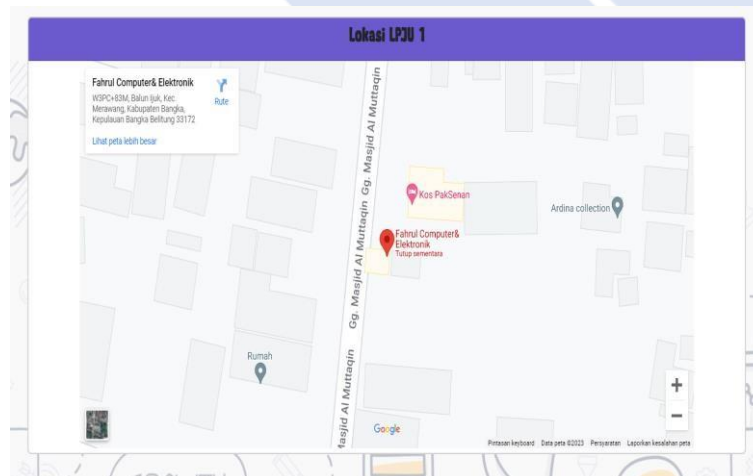 Lokasi LPJU 1
Fahrul Computer& Elektronik
W3PC+83M, Balun Ijuk, Kec.
Merawang, Kabupaten Bangka,
Kepulauan Bangka Belitung 33172
Rute
Lihat peta lebih besar
Gg. Masjid Al Muttaqin
Gg. Masjid Al Muttaqin
Masjid Al Muttaqin
Kos PakSenan
Ardina collection
Fahrul Computer&
Elektronik
Tutup sementara
Rumah
+
−
Google
Pintasan keyboard Data peta ©2023 Persyaratan Laporkan kesalahan peta